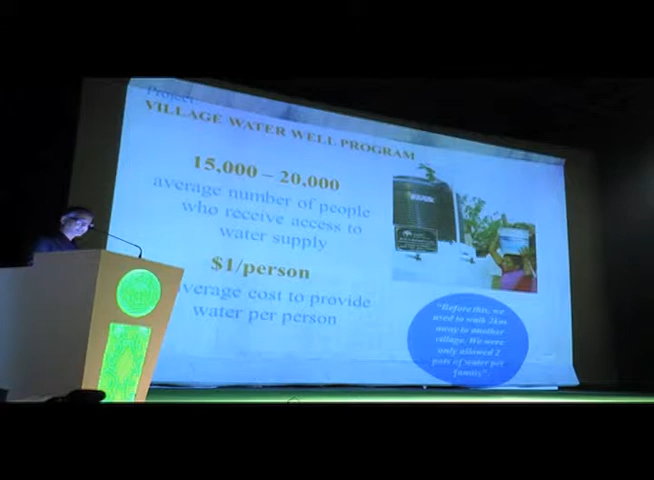 Project:
VILLAGE WATER WELL PROGRAM
15,000 – 20,000
average number of people
who receive access to
water supply
$1/person
verage cost to provide
water per person
"Before this, we
used to walk 2km
away to another
village. We were
only allowed 2
pots of water per
family".